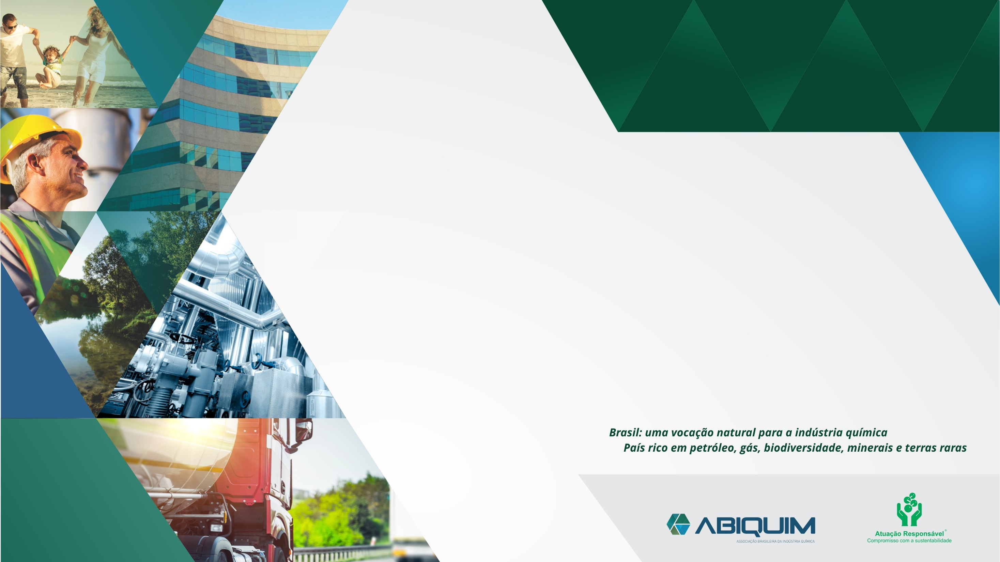 Brasil: uma vocação natural para a indústria química
País rico em petróleo, gás, biodiversidade, minerais e terras raras
ABIQUIM
ASSOCIAÇÃO BRASILEIRA DA INDÚSTRIA QUÍMICA
Atuação Responsável®
Compromisso com a sustentabilidade